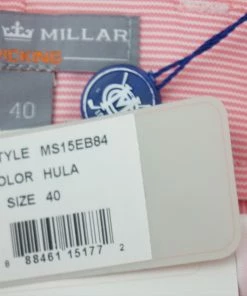 MILLAR
40
STYLE MS15EB84
COLOR HULA
SIZE 40
8 88461 15177 2